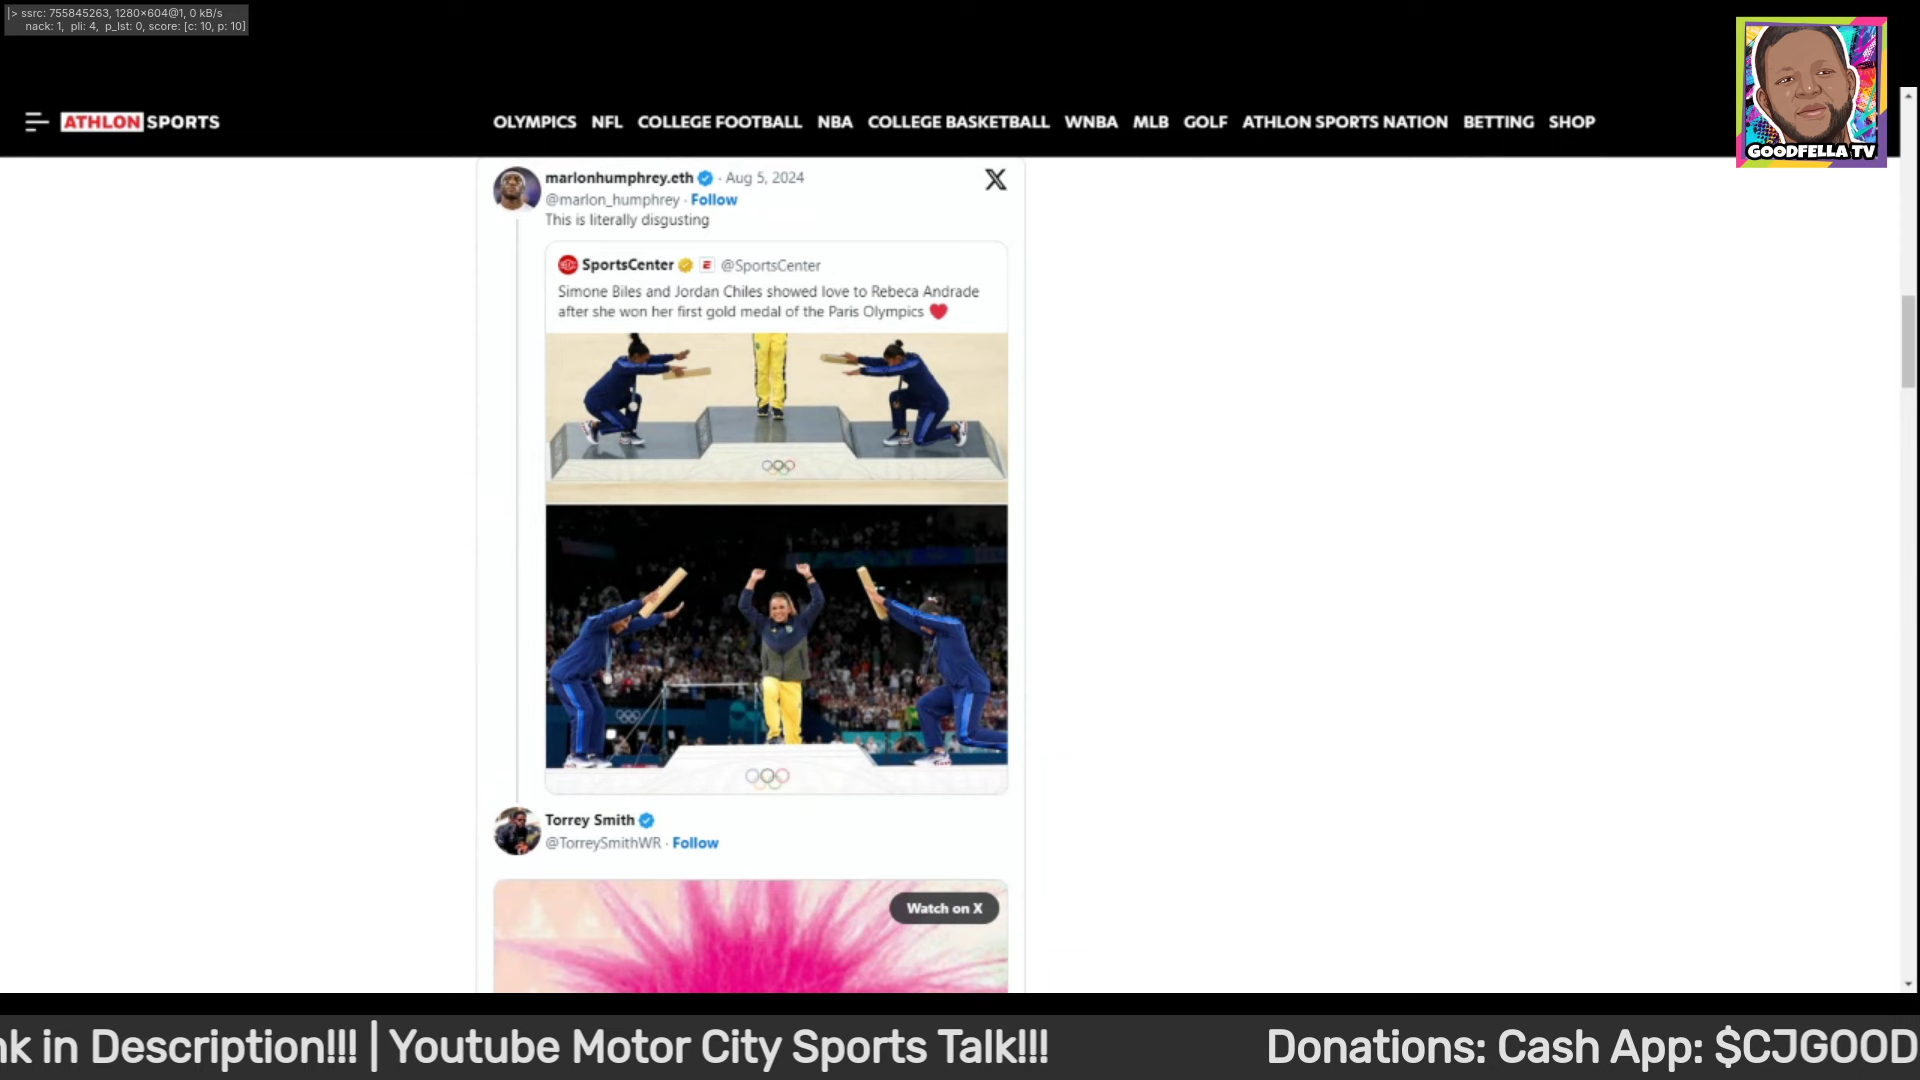 |> ssrc: 755845263, 1280×604@1, 0 kB/s
nack: 1, pli: 4, p_lst: 0, score: [c: 10, p: 10]
GOODFELLA TV
ATHLON SPORTS
OLYMPICS NFL COLLEGE FOOTBALL NBA COLLEGE BASKETBALL WNBA MLB GOLF ATHLON SPORTS NATION BETTING SHOP
marlonhumphrey.eth · Aug 5, 2024
@marlon_humphrey · Follow
This is literally disgusting
SportsCenter @SportsCenter
Simone Biles and Jordan Chiles showed love to Rebeca Andrade
after she won her first gold medal of the Paris Olympics ❤️
Torrey Smith
@TorreySmithWR · Follow
Watch on X
nk in Description!!! | Youtube Motor City Sports Talk!!! Donations: Cash App: $CJGOOD